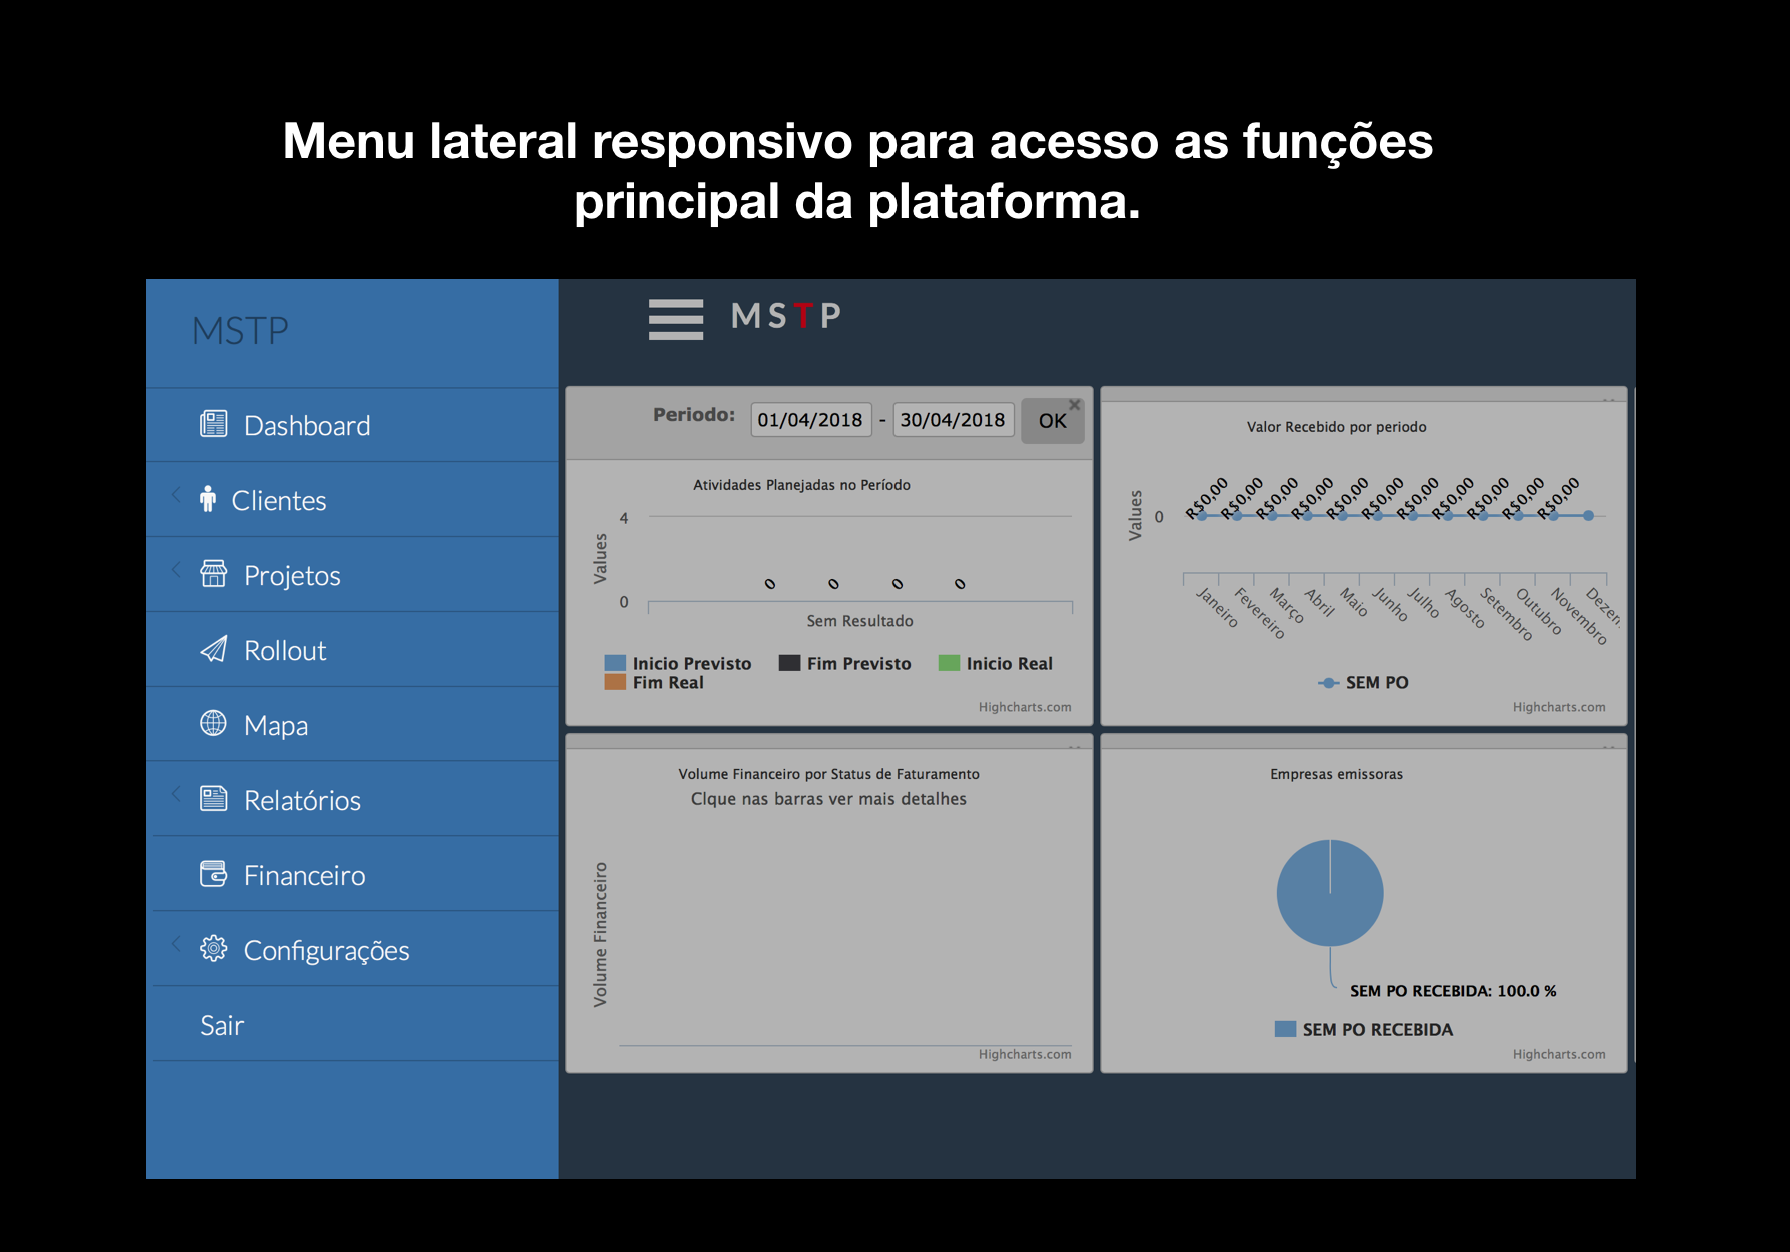 Menu lateral responsivo para acesso as funções
principal da plataforma.
MSTP
Dashboard
Clientes
Projetos
Rollout
Mapa
Relatórios
Financeiro
Configurações
Sair
MSTP
Periodo: 01/04/2018 - 30/04/2018 OK
Atividades Planejadas no Período
Values
4
0
0 0 0 0
Sem Resultado
Inicio Previsto Fim Previsto Inicio Real
Fim Real
Highcharts.com
Valor Recebido por periodo
Values
0
R$0,00 R$0,00 R$0,00 R$0,00 R$0,00 R$0,00 R$0,00 R$0,00 R$0,00 R$0,00 R$0,00
Janeiro Fevereiro Março Abril Maio Junho Julho Agosto Setembro Outubro Novembro Dezen.
SEM PO
Highcharts.com
Volume Financeiro por Status de Faturamento
Clque nas barras ver mais detalhes
Volume Financeiro
Highcharts.com
Empresas emissoras
SEM PO RECEBIDA: 100.0 %
SEM PO RECEBIDA
Highcharts.com